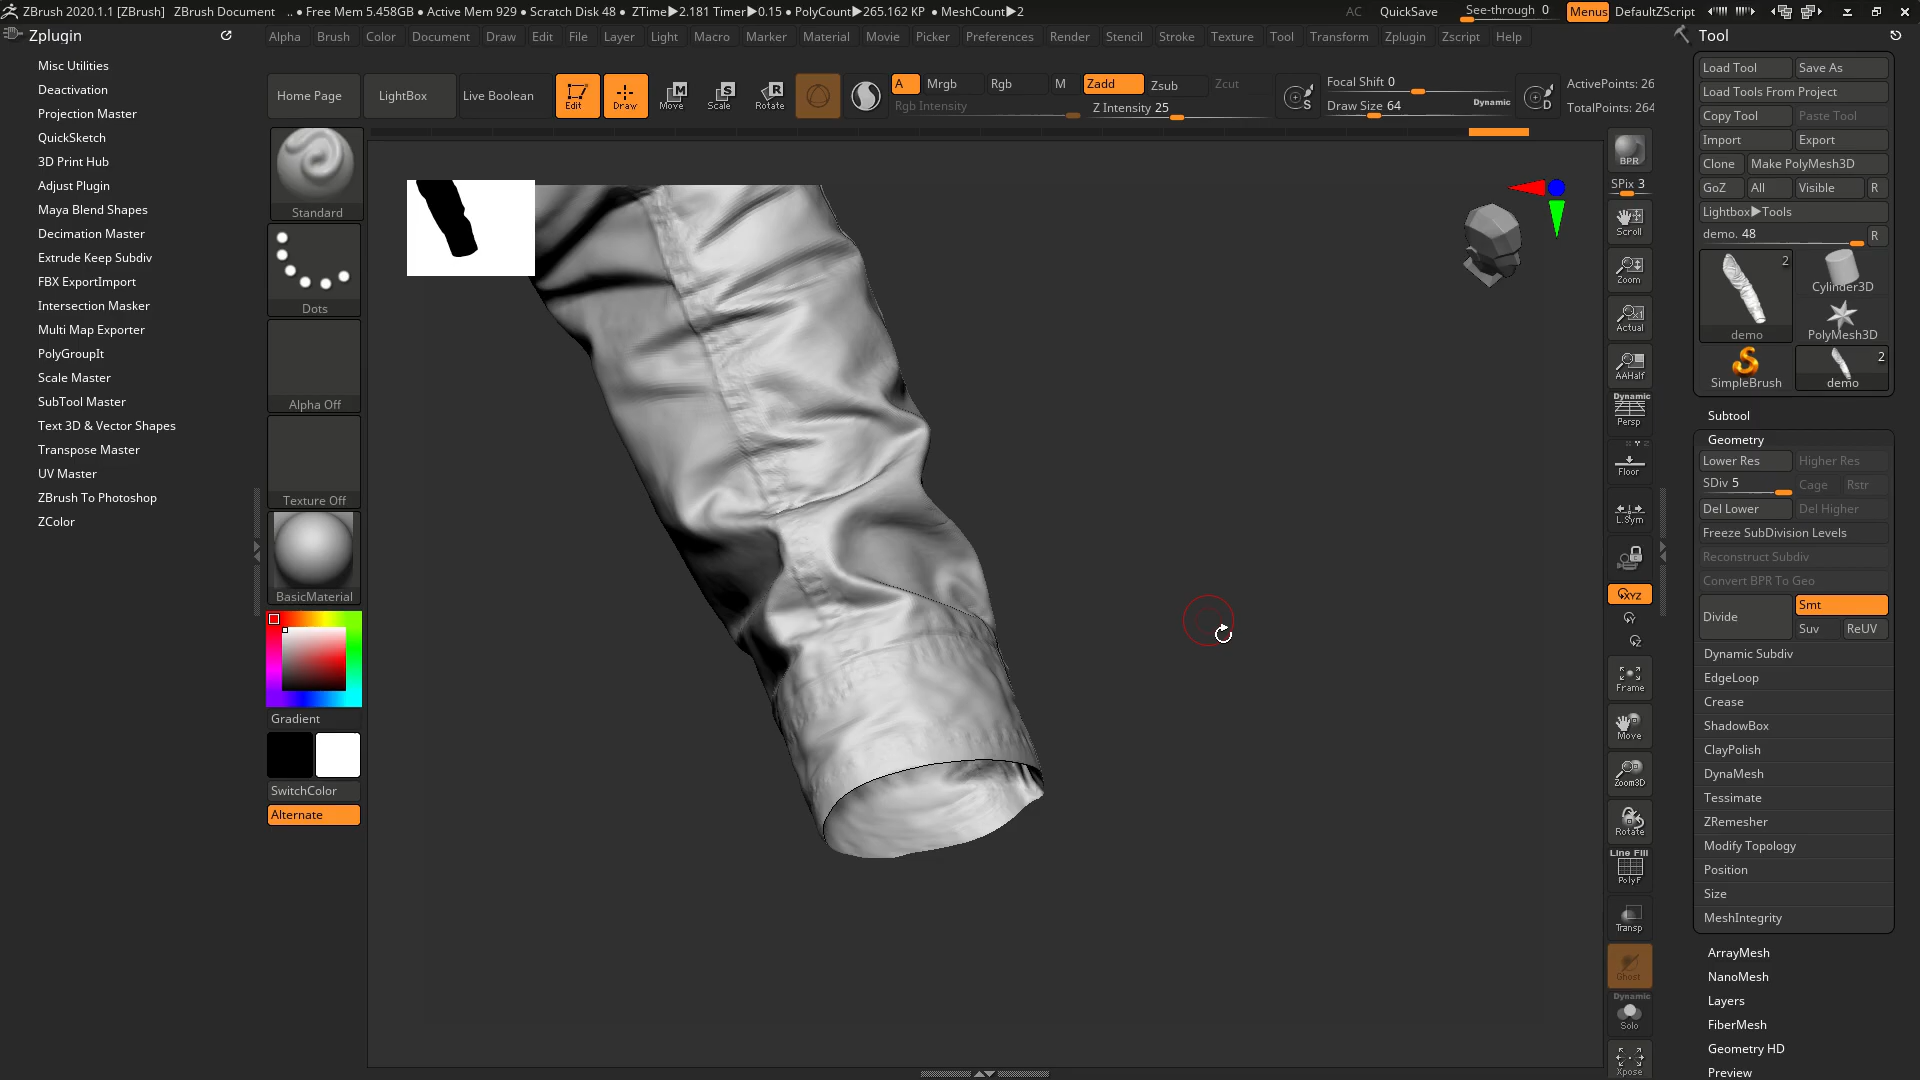 ZBrush 2020.1.1 [ZBrush] ZBrush Document .. • Free Mem 5.458GB • Active Mem 929 • Scratch Disk 48 • ZTime▶2.181 Timer▶0.15 • PolyCount▶265.162 KP • MeshCount▶2 AC QuickSave See-through 0 Menus DefaultZScript
Zplugin
Alpha Brush Color Document Draw Edit File Layer Light Macro Marker Material Movie Picker Preferences Render Stencil Stroke Texture Tool Transform Zplugin Zscript Help
Tool
Misc Utilities
Deactivation
Projection Master
QuickSketch
3D Print Hub
Adjust Plugin
Maya Blend Shapes
Decimation Master
Extrude Keep Subdiv
FBX ExportImport
Intersection Masker
Multi Map Exporter
PolyGroupIt
Scale Master
SubTool Master
Text 3D & Vector Shapes
Transpose Master
UV Master
ZBrush To Photoshop
ZColor
Home Page LightBox Live Boolean Edit Draw Move Scale Rotate
A Mrgb Rgb M Zadd Zsub Zcut
Rgb Intensity Z Intensity 25
Focal Shift 0
Draw Size 64 Dynamic
ActivePoints: 26
TotalPoints: 264
Standard
Dots
Alpha Off
Texture Off
BasicMaterial
Gradient
SwitchColor
Alternate
BPR
SPix 3
Scroll
Zoom
Actual
AAHalf
Dynamic
Persp
Floor
L.Sym
XYZ
Frame
Move
Zoom3D
Rotate
Line Fill
PolyF
Transp
Ghost
Dynamic
Solo
Xpose
Load Tool Save As
Load Tools From Project
Copy Tool Paste Tool
Import Export
Clone Make PolyMesh3D
GoZ All Visible R
Lightbox▶Tools
demo. 48 R
2
Cylinder3D
demo PolyMesh3D
2
SimpleBrush demo
Subtool
Geometry
Lower Res Higher Res
SDiv 5 Cage Rstr
Del Lower Del Higher
Freeze SubDivision Levels
Reconstruct Subdiv
Convert BPR To Geo
Divide Smt
Suv ReUV
Dynamic Subdiv
EdgeLoop
Crease
ShadowBox
ClayPolish
DynaMesh
Tessimate
ZRemesher
Modify Topology
Position
Size
MeshIntegrity
ArrayMesh
NanoMesh
Layers
FiberMesh
Geometry HD
Preview